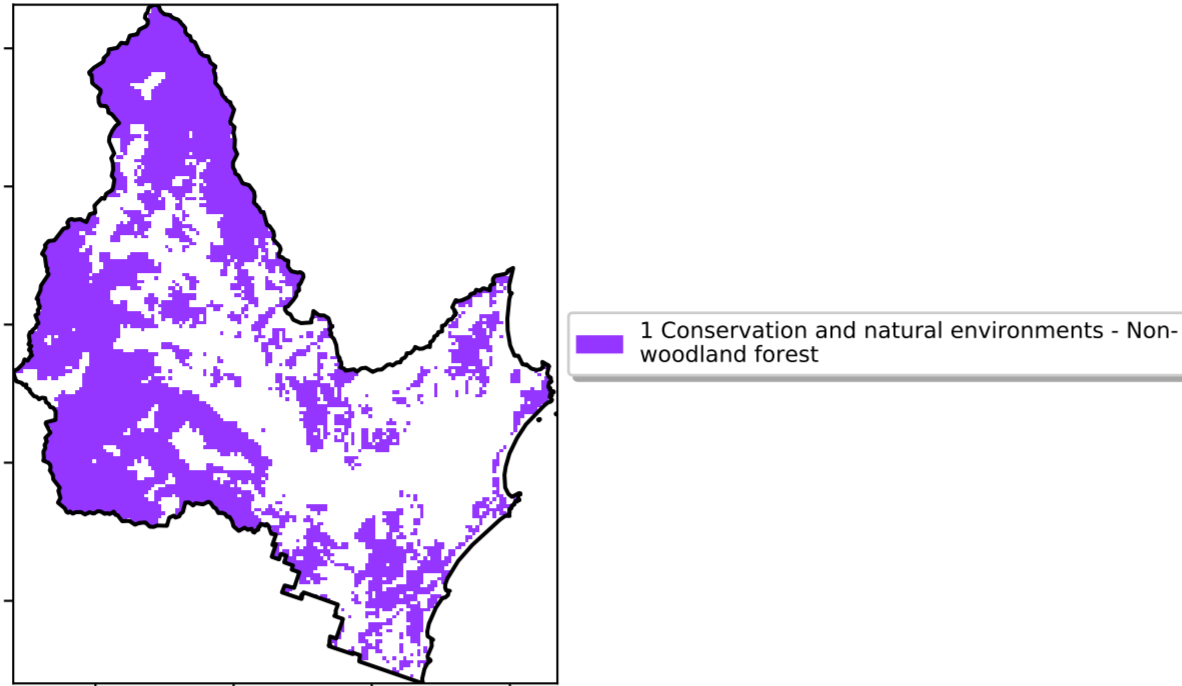 1 Conservation and natural environments - Non-
woodland forest